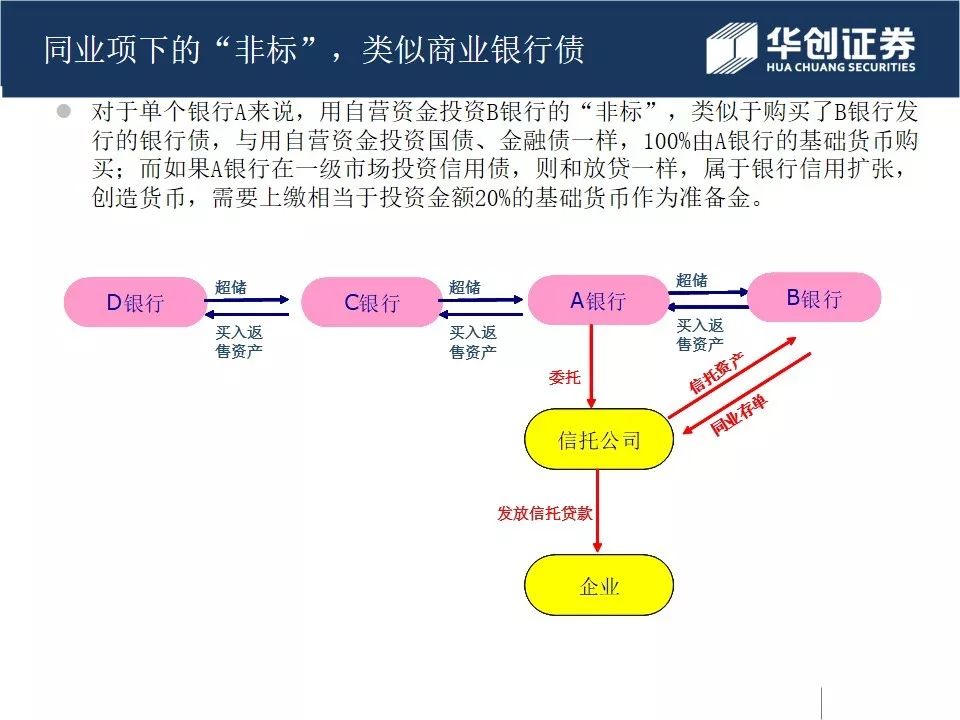 同业项下的“非标”，类似商业银行债
华创证券
HUA CHUANG SECURITIES
对于单个银行A来说，用自营资金投资B银行的“非标”，类似于购买了B银行发
行的银行债，与用自营资金投资国债、金融债一样，100%由A银行的基础货币购
买；而如果A银行在一级市场投资信用债，则和放贷一样，属于银行信用扩张，
创造货币，需要上缴相当于投资金额20%的基础货币作为准备金。
D银行
超储
买入返
售资产
C银行
超储
买入返
售资产
A银行
超储
买入返
售资产
B银行
委托
信托资产
同业存单
信托公司
发放信托贷款
企业